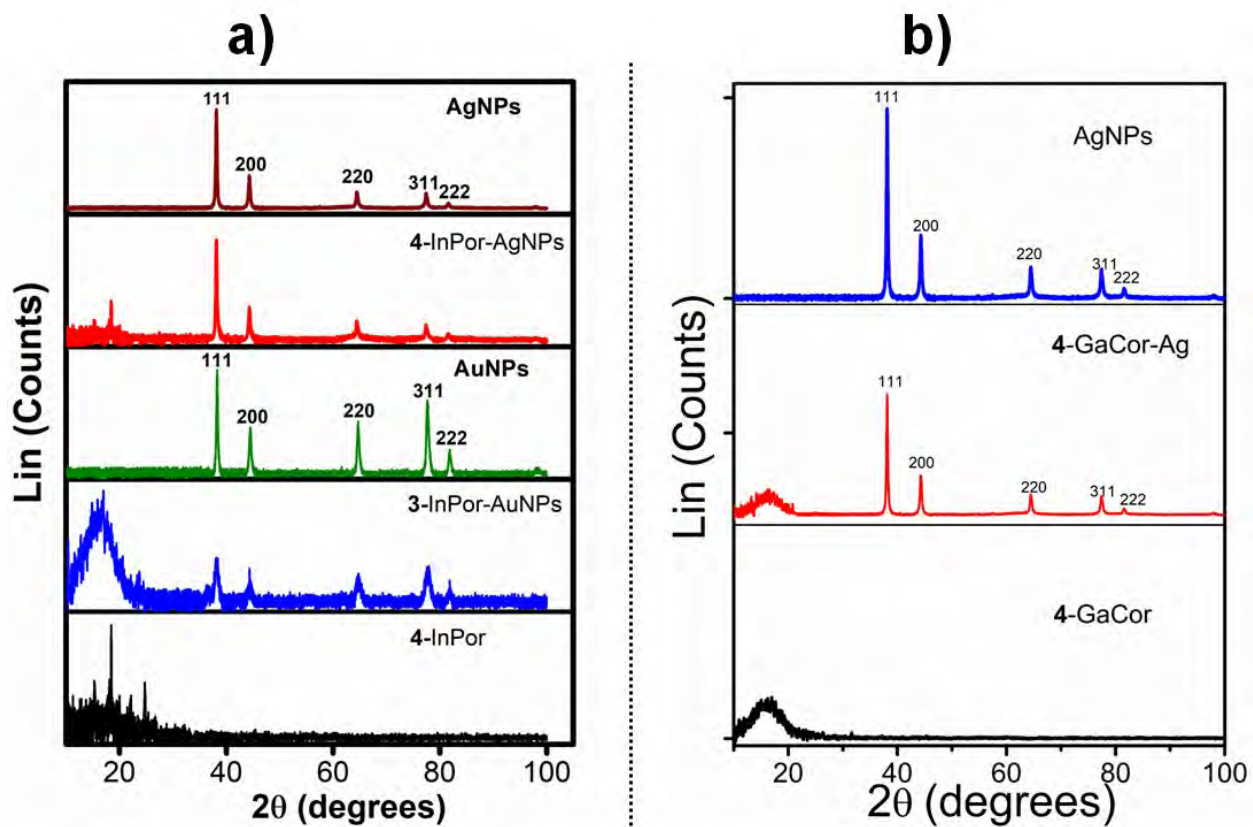 a)
Lin (Counts)
AgNPs
111
200
220
311
222
4-InPor-AgNPs
AuNPs
111
200
220
311
222
3-InPor-AuNPs
4-InPor
20 40 60 80 100
2θ (degrees)
b)
Lin (Counts)
AgNPs
111
200
220
311
222
4-GaCor-Ag
111
200
220
311
222
4-GaCor
20 40 60 80 100
2θ (degrees)